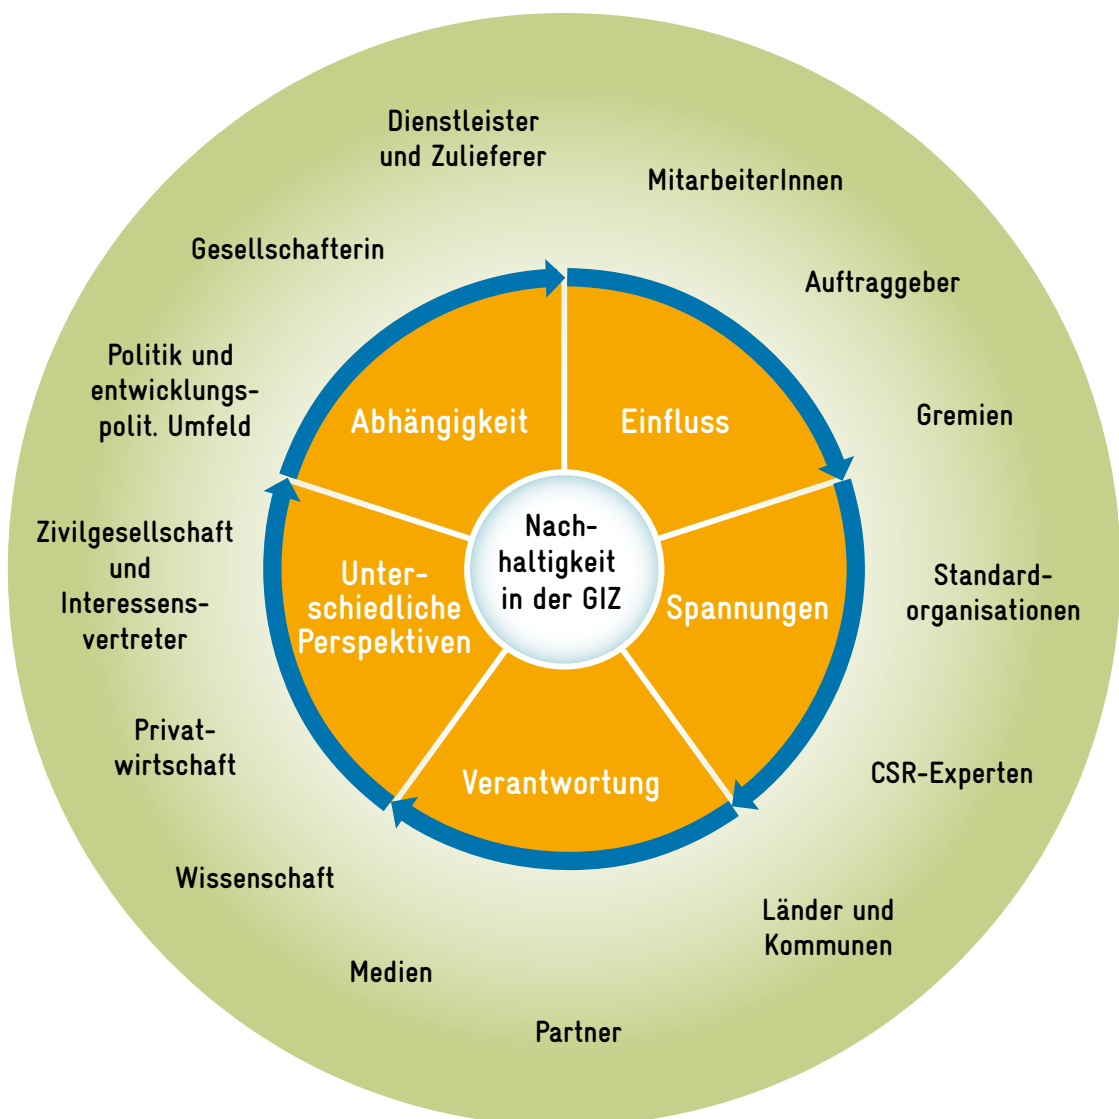 Dienstleister
und Zulieferer
MitarbeiterInnen
Auftraggeber
Gremien
Standard-
organisationen
CSR-Experten
Länder und
Kommunen
Partner
Medien
Wissenschaft
Privat-
wirtschaft
Zivilgesellschaft
und
Interessens-
vertreter
Politik und
entwicklungs-
polit. Umfeld
Gesellschafterin
Abhängigkeit
Einfluss
Spannungen
Verantwortung
Unter-
schiedliche
Perspektiven
Nach-
haltigkeit
in der GIZ